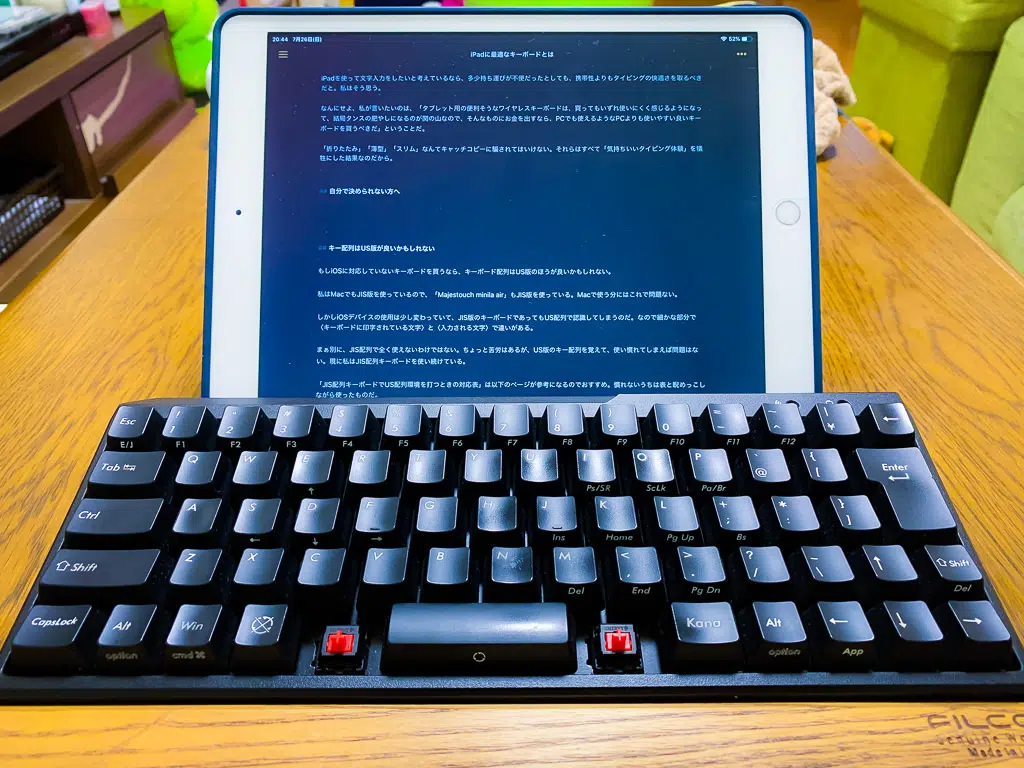 20:44 7月26日(日)
52%
iPadに最適なキーボードとは
iPadを使って文字入力をしたいと考えているなら、多少持ち運びが不便だったとしても、携帯性よりもタイピングの快適さを取るべき
だと。私はそう思う。
なんにせよ、私が言いたいのは、「タブレット用の便利そうなワイヤレスキーボードは、買ってもいずれ使いにくく感じるようになっ
て、結局タンスの肥やしになるのが関の山なので、そんなものにお金を出すなら、PCでも使えるようなPCよりも使いやすい良いキー
ボードを買うべきだ」ということだ。
「折りたたみ」「薄型」「スリム」なんてキャッチコピーに騙されてはいけない。それらはすべて「気持ちいいタイピング体験」を犠
牲にした結果なのだから。
## 自分で決められない方へ
## キー配列はUS版が良いかもしれない
もしiOSに対応していないキーボードを買うなら、キーボード配列はUS版のほうが良いかもしれない。
私はMacでもJIS版を使っているので、「Majestouch minila air」もJIS版を使っている。Macで使う分にはこれで問題ない。
しかしiOSデバイスの使用は少し変わっていて、JIS版のキーボードであってもUS配列で認識してしまうのだ。なので細かな部分で
〈キーボードに印字されている文字〉と〈入力される文字〉で違いがある。
まぁ別に、JIS配列で全く使えないわけではない。ちょっと苦労はあるが、US版のキー配列を覚えて、使い慣れてしまえば問題はな
い。現に私はJIS配列キーボードを使い続けている。
「JIS配列キーボードでUS配列環境を打つときの対応表」は以下のページが参考になるのでおすすめ。慣れないうちは表と睨めっこし
ながら使ったものだ。
Esc ! 1 " 2 # 3 $ 4 % 5 & 6 ' 7 ( 8 ) 9 0 = - ~ ^ | ¥ ←
E/J F1 F2 F3 F4 F5 F6 F7 F8 F9 F10 F11 F12
Tab Q W E R T Y U I O P ` @ { [ Enter
↑ Ps/SR ScLk Pa/Br
Ctrl A S D F G H J K L + ; * : } ]
← ↓ → Ins Home Pg Up Bs
Shift Z X C V B N M < , > . ? / _ \ ↑ Shift
Del End Pg Dn Del
CapsLock Alt Win Kana Alt ← ↓ →
option cmd ⌘ option App
FILCO
Genuine
Made in